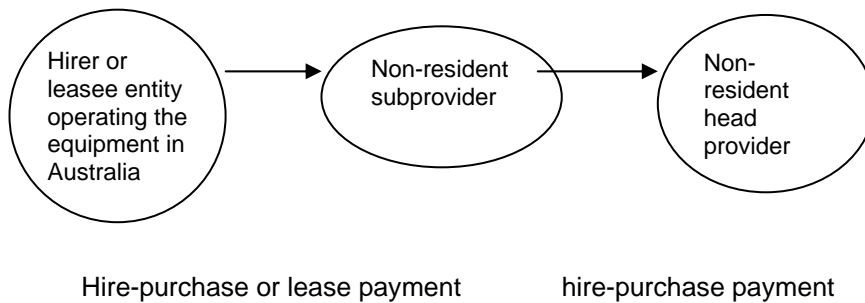 Hirer or
leasee entity
operating the
equipment in
Australia
Non-resident
subprovider
Non-
resident
head
provider
Hire-purchase or lease payment
hire-purchase payment